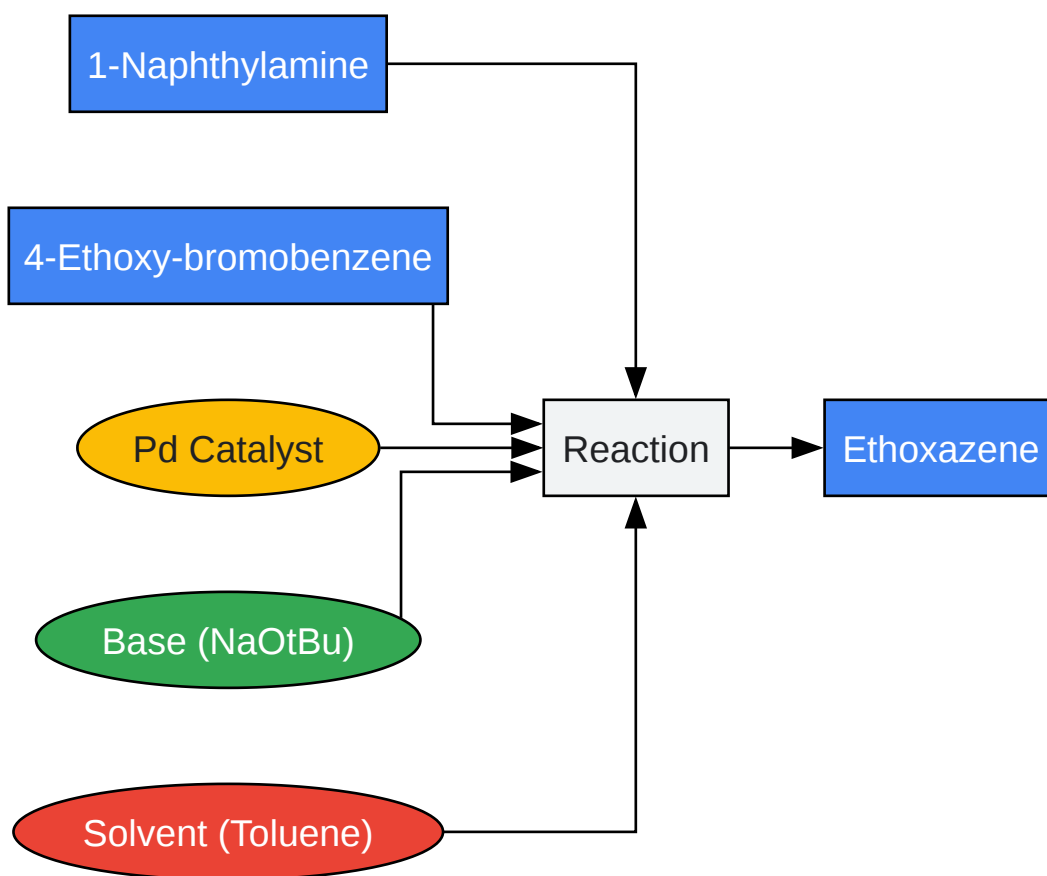 1-Naphthylamine
4-Ethoxy-bromobenzene
Pd Catalyst
Reaction
Ethoxazene
Base (NaOtBu)
Solvent (Toluene)